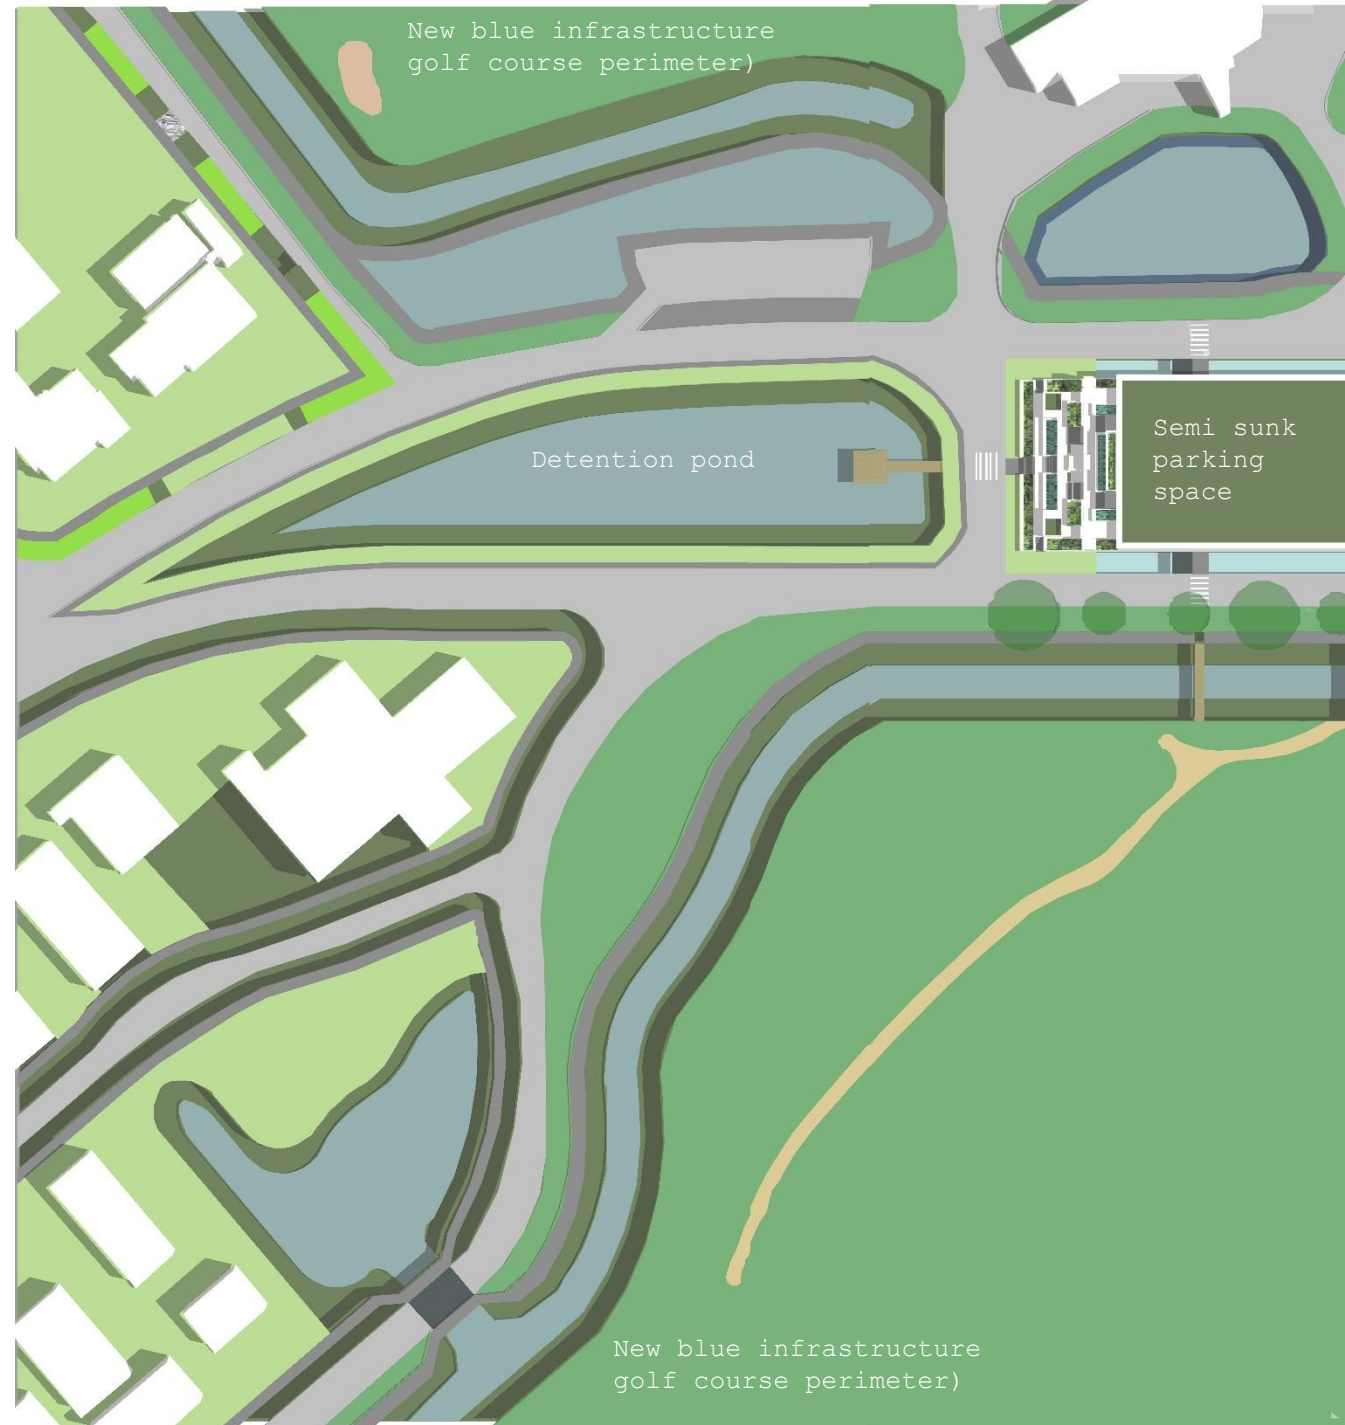 New blue infrastructure
golf course perimeter)
Semi sunk
parking
space
Detention pond
New blue infrastructure
golf course perimeter)